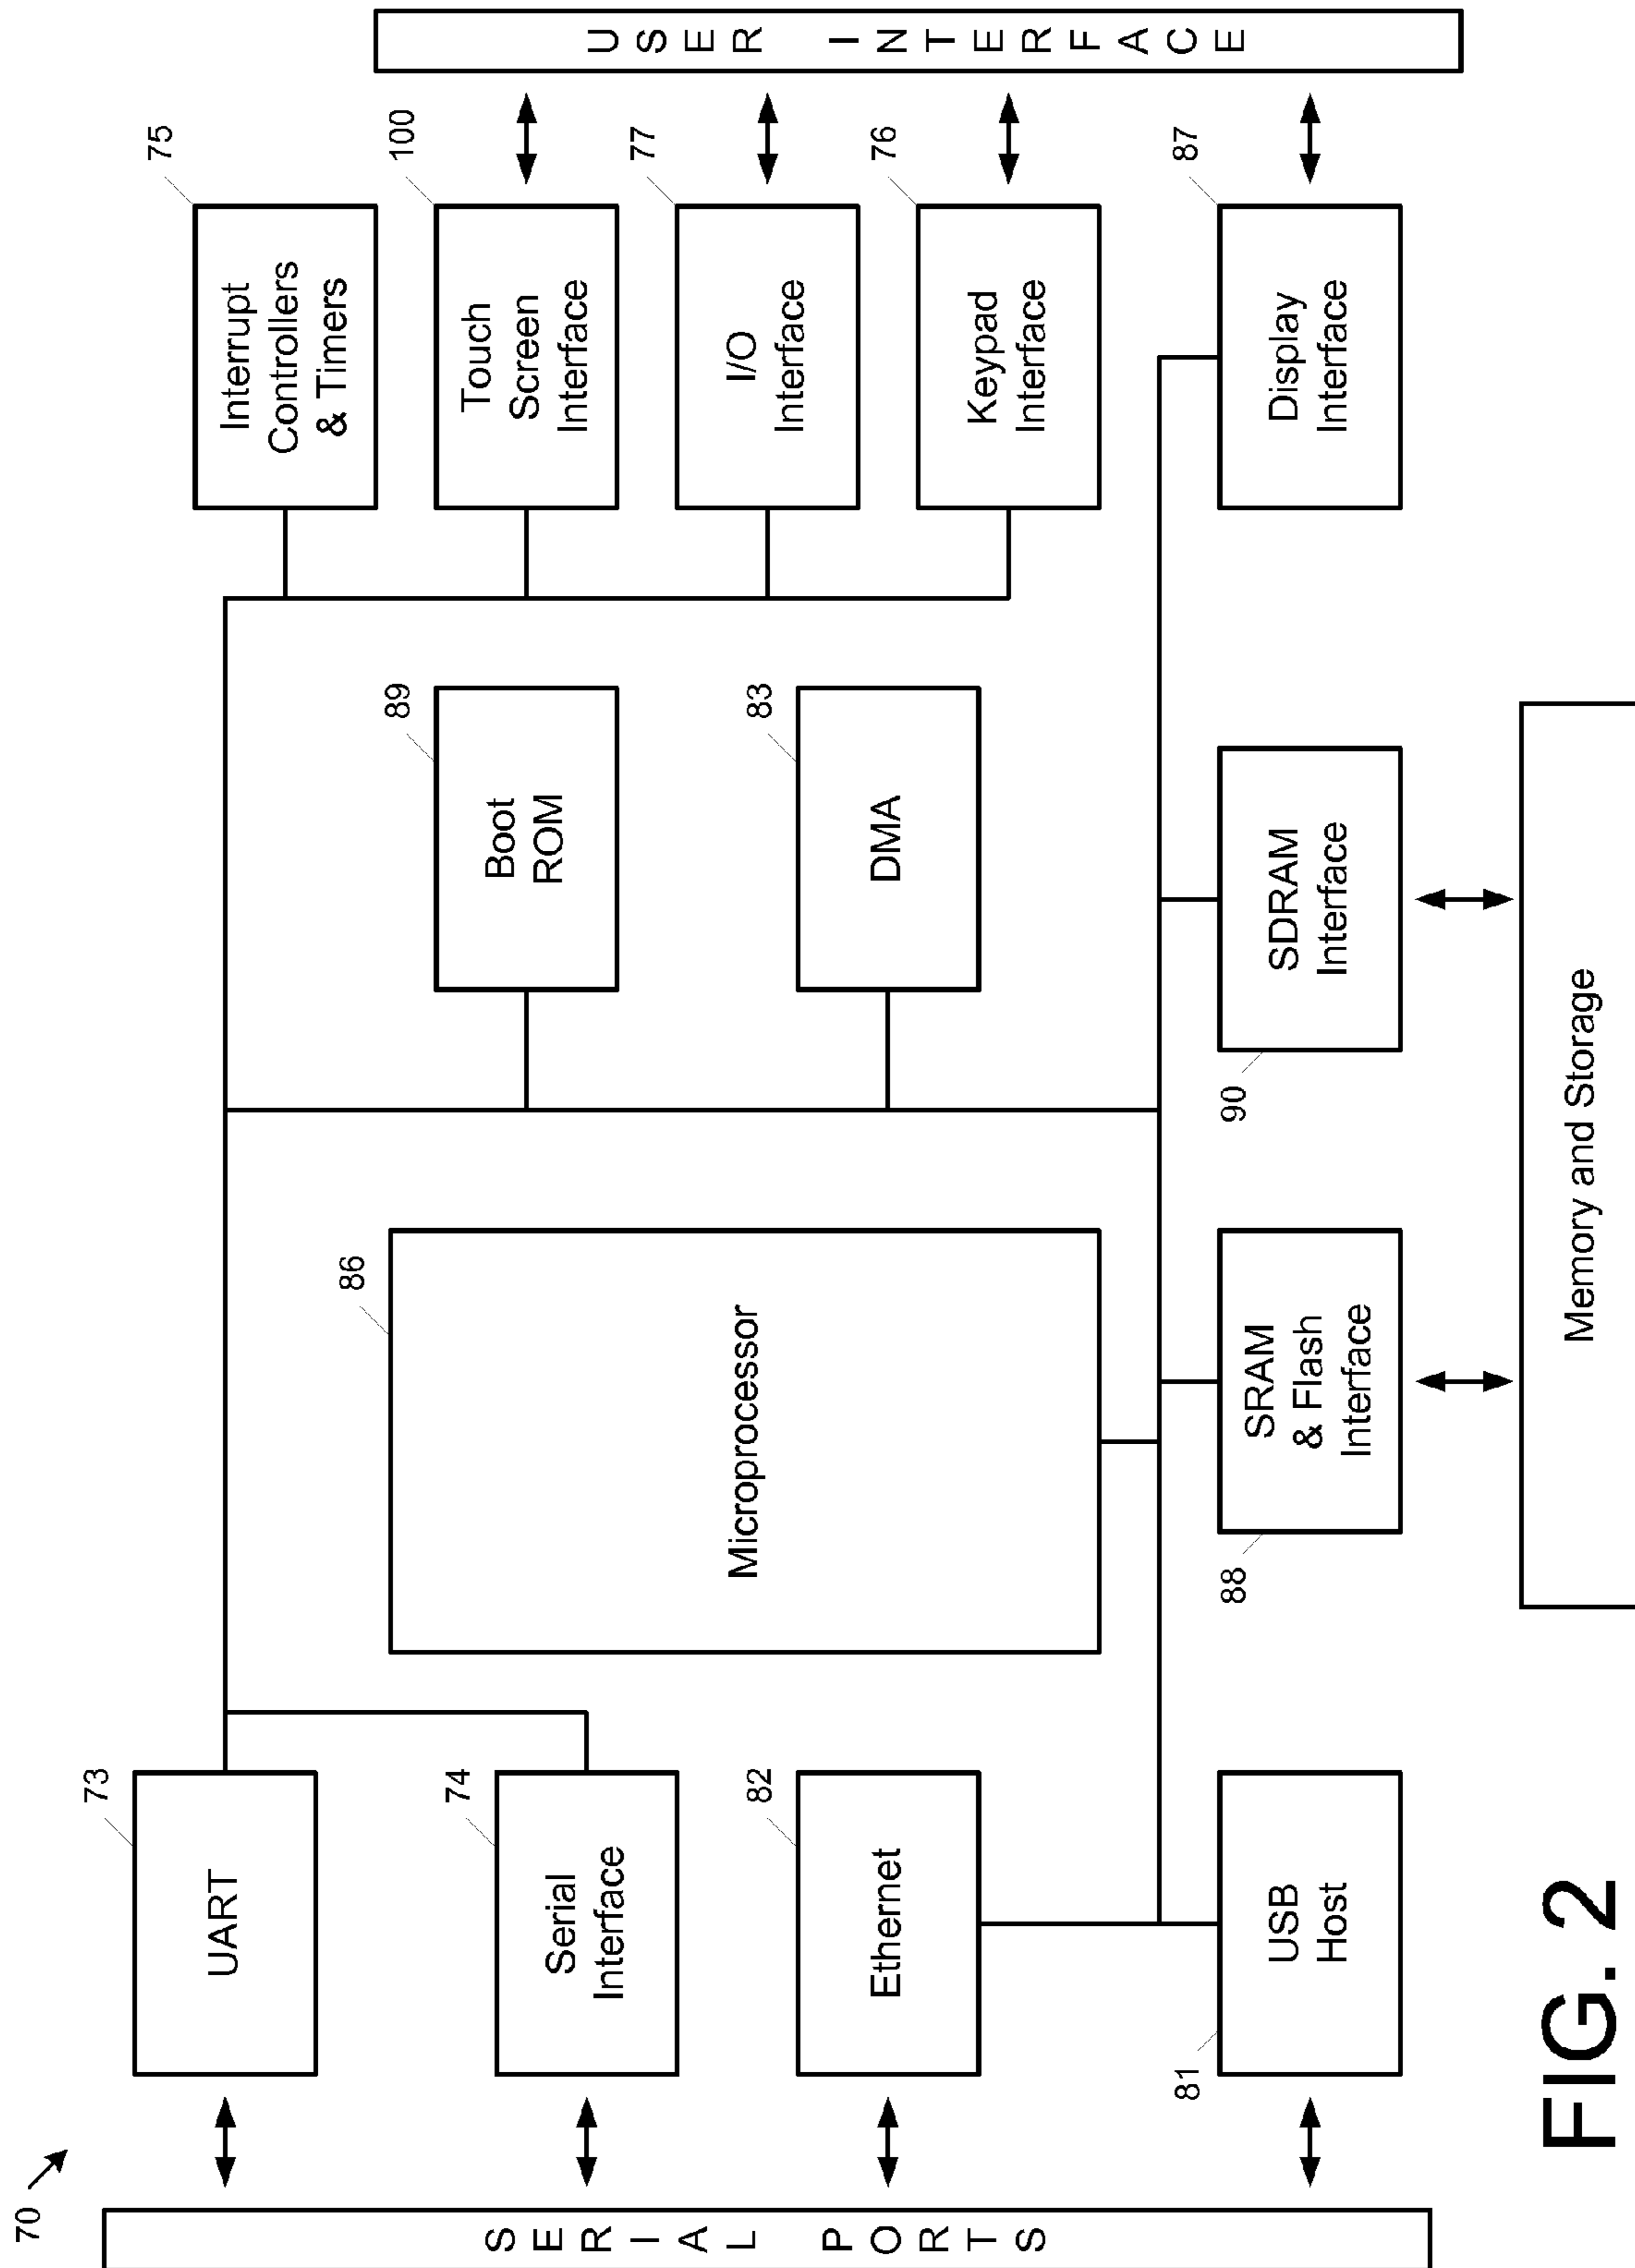 70
SERIAL PORTS
73
UART
74
Serial
Interface
82
Ethernet
81
USB
Host
86
Microprocessor
88
SRAM
& Flash
Interface
89
Boot
ROM
83
DMA
90
SDRAM
Interface
Memory and Storage
75
Interrupt
Controllers
& Timers
100
Touch
Screen
Interface
77
I/O
Interface
76
Keypad
Interface
87
Display
Interface
USER INTERFACE
FIG. 2